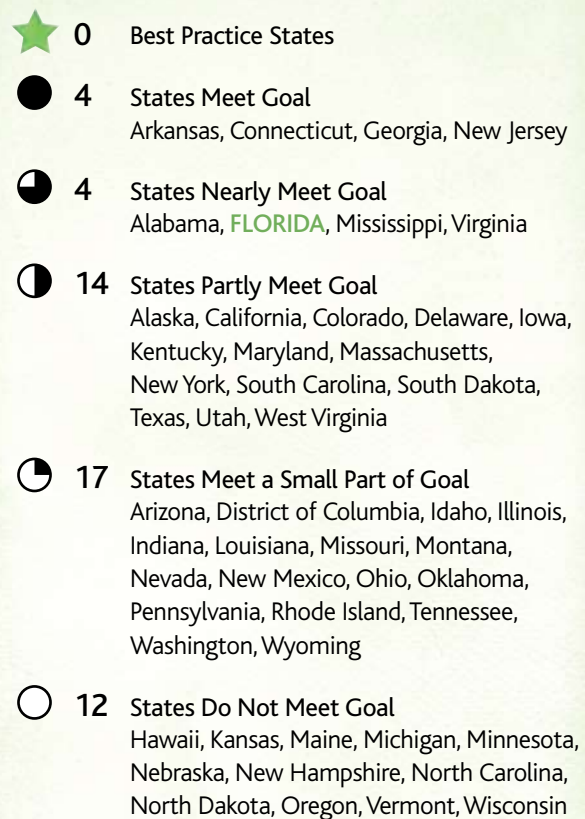 0 Best Practice States
4 States Meet Goal
Arkansas, Connecticut, Georgia, New Jersey
4 States Nearly Meet Goal
Alabama, FLORIDA, Mississippi, Virginia
14 States Partly Meet Goal
Alaska, California, Colorado, Delaware, Iowa,
Kentucky, Maryland, Massachusetts,
New York, South Carolina, South Dakota,
Texas, Utah, West Virginia
17 States Meet a Small Part of Goal
Arizona, District of Columbia, Idaho, Illinois,
Indiana, Louisiana, Missouri, Montana,
Nevada, New Mexico, Ohio, Oklahoma,
Pennsylvania, Rhode Island, Tennessee,
Washington, Wyoming
12 States Do Not Meet Goal
Hawaii, Kansas, Maine, Michigan, Minnesota,
Nebraska, New Hampshire, North Carolina,
North Dakota, Oregon, Vermont, Wisconsin